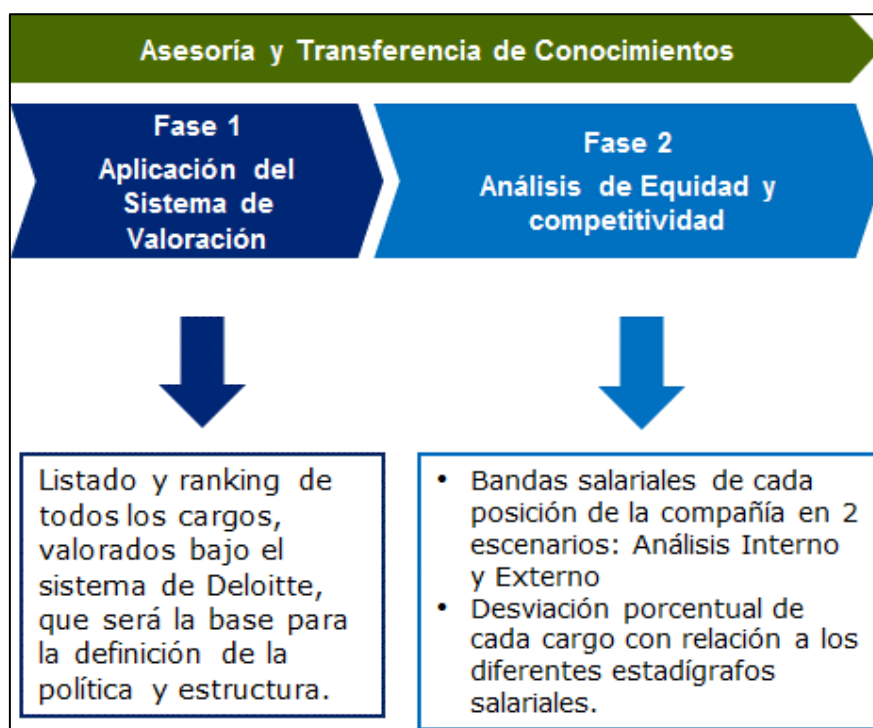 Asesoría y Transferencia de Conocimientos
Fase 1
Aplicación del
Sistema de
Valoración
Fase 2
Análisis de Equidad y
competitividad
Listado y ranking de
todos los cargos,
valorados bajo el
sistema de Deloitte,
que será la base para
la definición de la
política y estructura.
• Bandas salariales de cada
posición de la compañía en 2
escenarios: Análisis Interno
y Externo
• Desviación porcentual de
cada cargo con relación a los
diferentes estadígrafos
salariales.